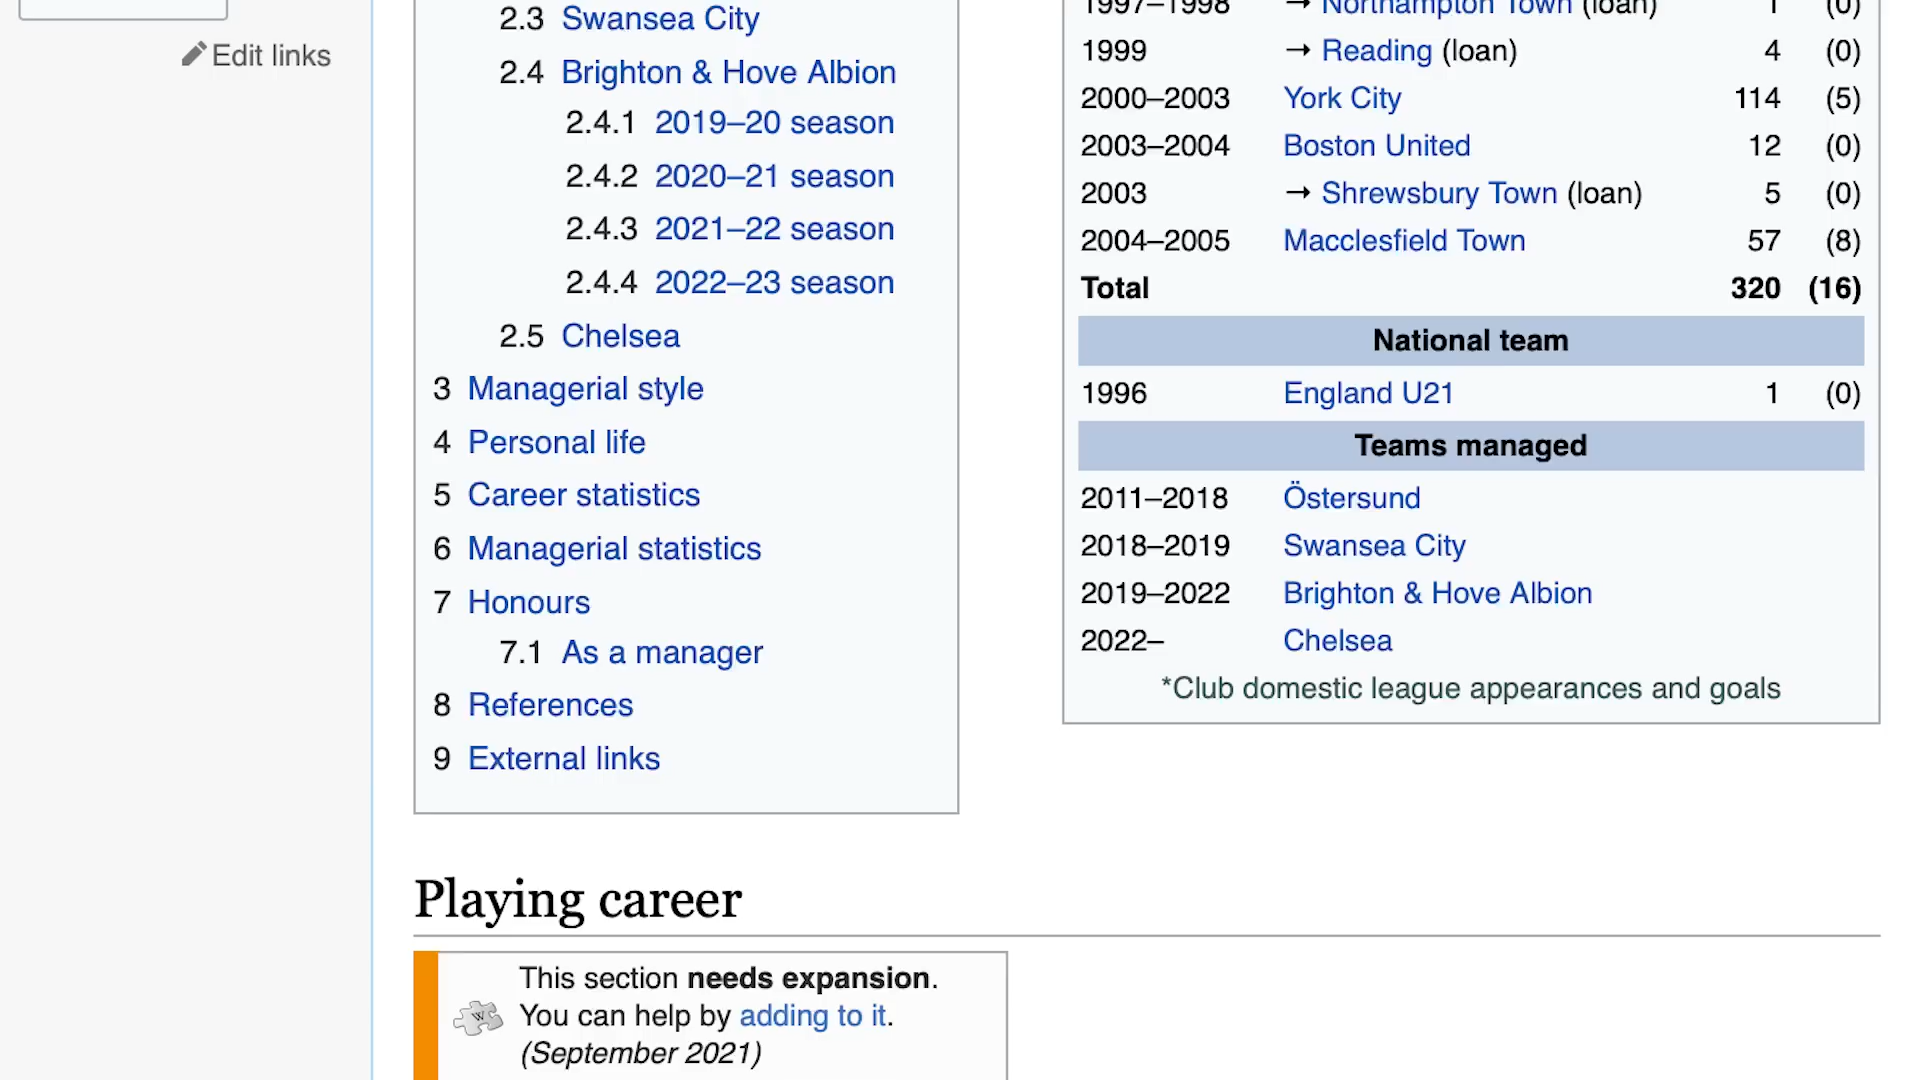 Edit links
2.3 Swansea City
2.4 Brighton & Hove Albion
2.4.1 2019–20 season
2.4.2 2020–21 season
2.4.3 2021–22 season
2.4.4 2022–23 season
2.5 Chelsea
3 Managerial style
4 Personal life
5 Career statistics
6 Managerial statistics
7 Honours
7.1 As a manager
8 References
9 External links
1997–1998 → Northampton Town (loan) 1 (0)
1999 → Reading (loan) 4 (0)
2000–2003 York City 114 (5)
2003–2004 Boston United 12 (0)
2003 → Shrewsbury Town (loan) 5 (0)
2004–2005 Macclesfield Town 57 (8)
Total 320 (16)
National team
1996 England U21 1 (0)
Teams managed
2011–2018 Östersund
2018–2019 Swansea City
2019–2022 Brighton & Hove Albion
2022– Chelsea
*Club domestic league appearances and goals
Playing career
This section needs expansion.
You can help by adding to it.
(September 2021)